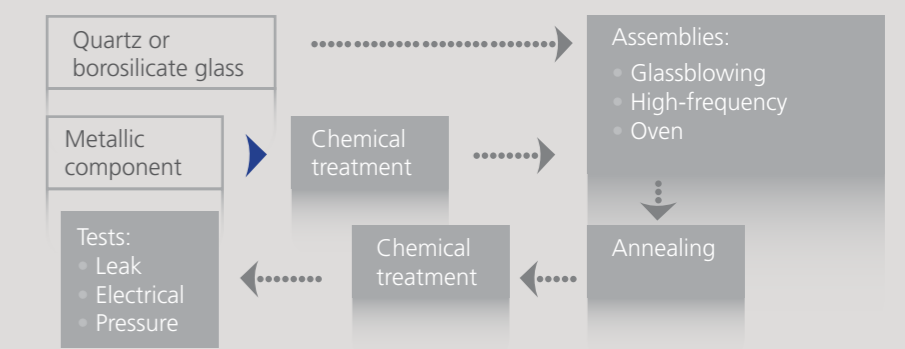 Quartz or
borosilicate glass
Assemblies:
• Glassblowing
• High-frequency
• Oven
Metallic
component
Chemical
treatment
Annealing
Chemical
treatment
Tests:
• Leak
• Electrical
• Pressure